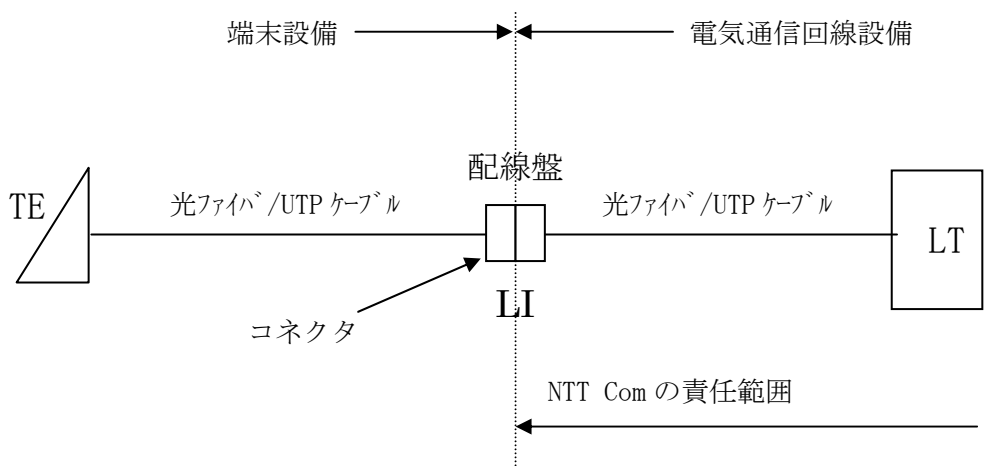 端末設備
電気通信回線設備
配線盤
TE
光ﾌｧｲﾊﾞ/UTP ｹｰﾌﾞﾙ
光ﾌｧｲﾊﾞ/UTP ｹｰﾌﾞﾙ
LT
LI
コネクタ
NTT Com の責任範囲